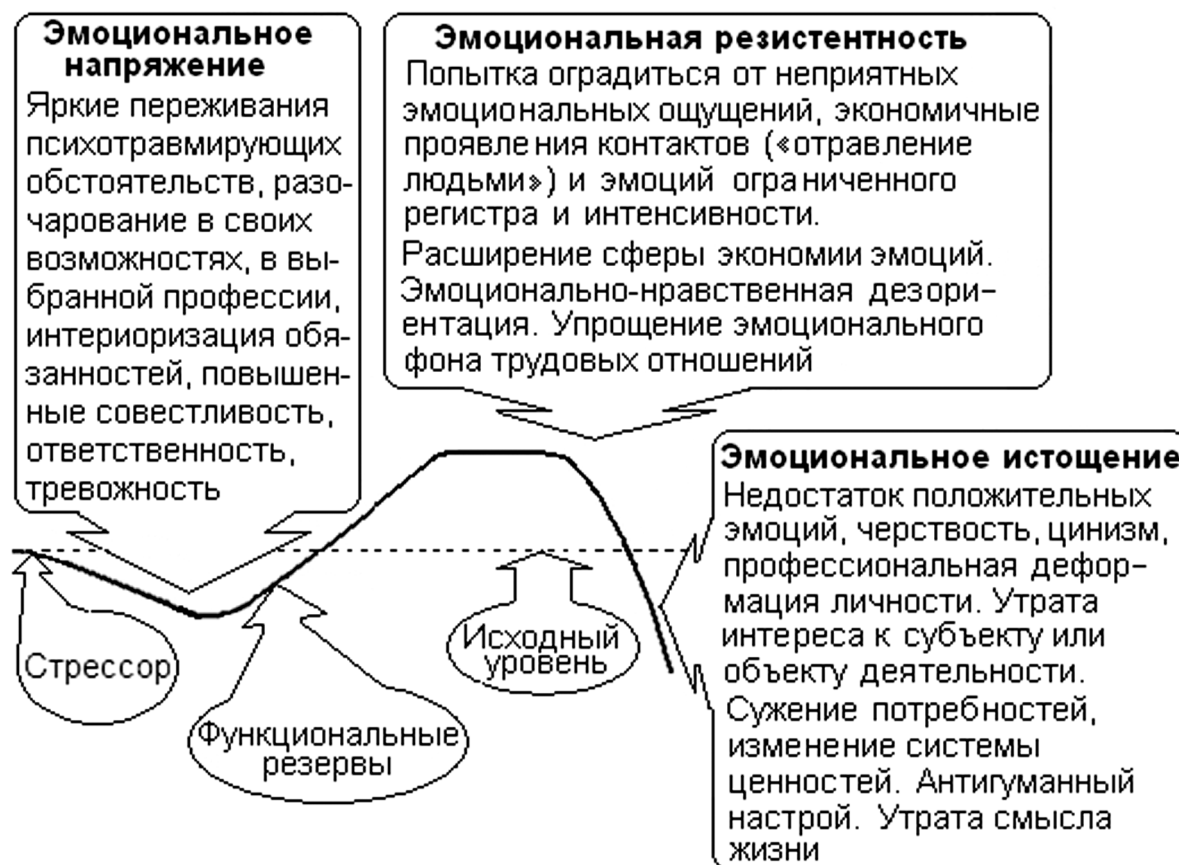 Эмоциональное
напряжение
Яркие переживания
психотравмирующих
обстоятельств, разо-
чарование в своих
возможностях, в вы-
бранной профессии,
интериоризация обя-
занностей, повышен-
ные совестливость,
ответственность,
тревожность
Эмоциональная резистентность
Попытка оградиться от неприятных
эмоциональных ощущений, экономичные
проявления контактов («отравление
людьми») и эмоций ограниченного
регистра и интенсивности.
Расширение сферы экономии эмоций.
Эмоционально-нравственная дезори-
ентация. Упрощение эмоционального
фона трудовых отношений
Эмоциональное истощение
Недостаток положительных
эмоций, черствость, цинизм,
профессиональная дефор-
мация личности. Утрата
интереса к субъекту или
объекту деятельности.
Сужение потребностей,
изменение системы
ценностей. Антигуманный
настрой. Утрата смысла
жизни
Стрессор
Функциональные
резервы
Исходный
уровень